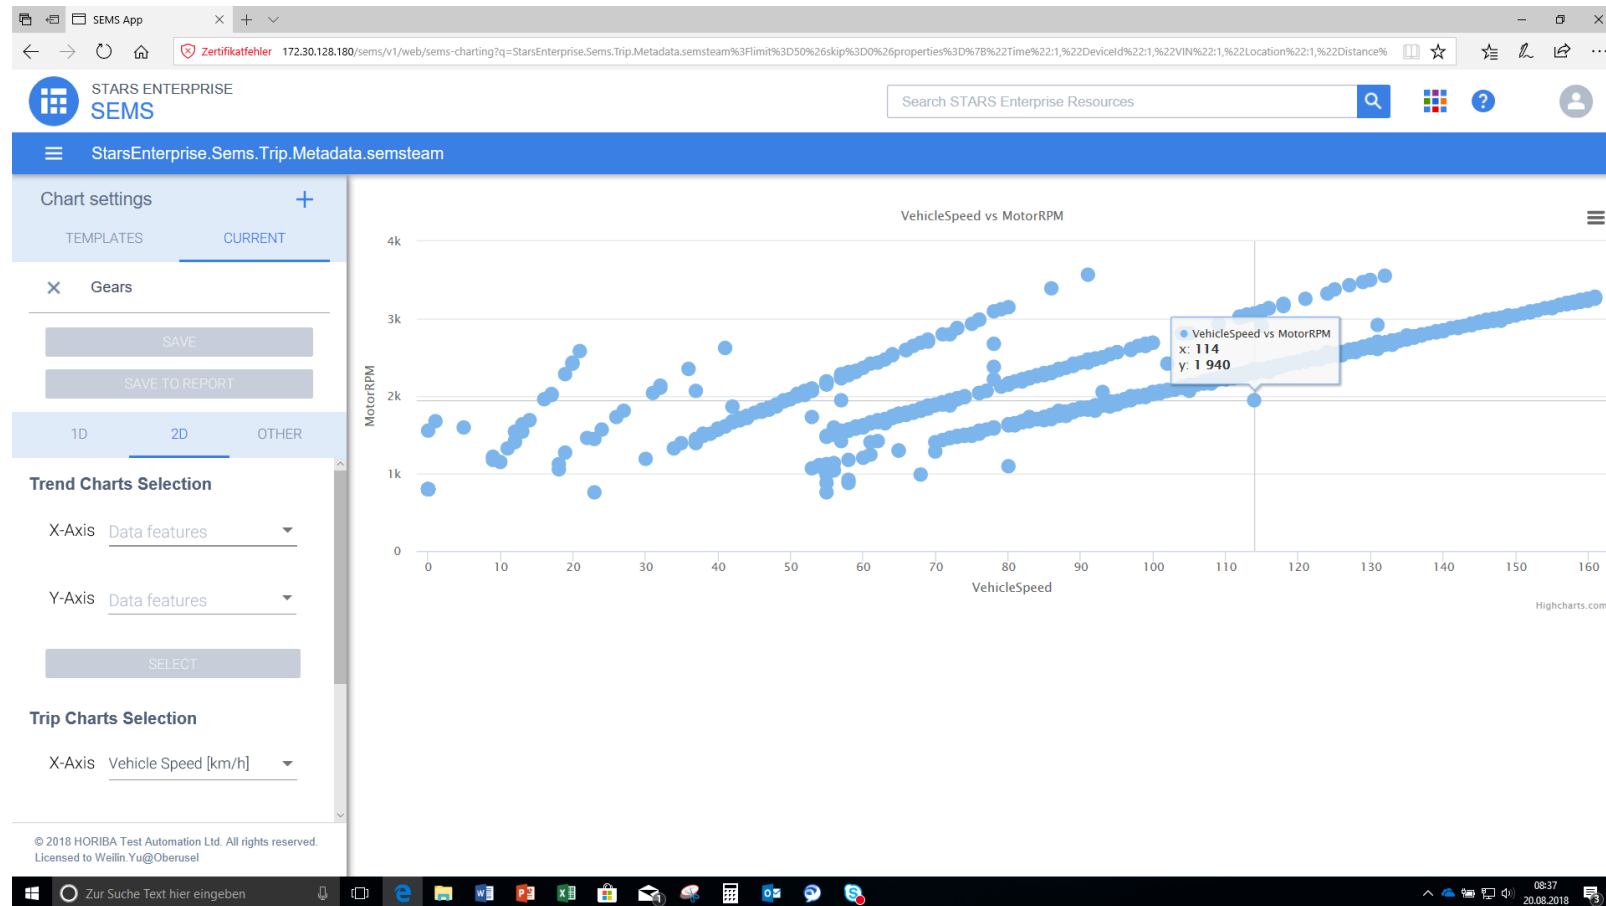 SEMS App
Zertifikatfehler 172.30.128.180/sems/v1/web/sems-charting?q=StarsEnterprise.Sems.Trip.Metadata.semsteam%3Flimit%3D50%26skip%3D0%26properties%3D%7B%22Time%22:1,%22DeviceId%22:1,%22VIN%22:1,%22Location%22:1,%22Distance%
STARS ENTERPRISE
SEMS
Search STARS Enterprise Resources
?
StarsEnterprise.Sems.Trip.Metadata.semsteam
Chart settings
TEMPLATES CURRENT
Gears
SAVE
SAVE TO REPORT
1D 2D OTHER
Trend Charts Selection
X-Axis Data features
Y-Axis Data features
SELECT
Trip Charts Selection
X-Axis Vehicle Speed [km/h]
© 2018 HORIBA Test Automation Ltd. All rights reserved.
Licensed to Weilin.Yu@Oberusel
VehicleSpeed vs MotorRPM
4k
3k
2k
1k
0
MotorRPM
VehicleSpeed vs MotorRPM
x: 114
y: 1 940
0 10 20 30 40 50 60 70 80 90 100 110 120 130 140 150 160
VehicleSpeed
Highcharts.com
Zur Suche Text hier eingeben
08:37
20.08.2018